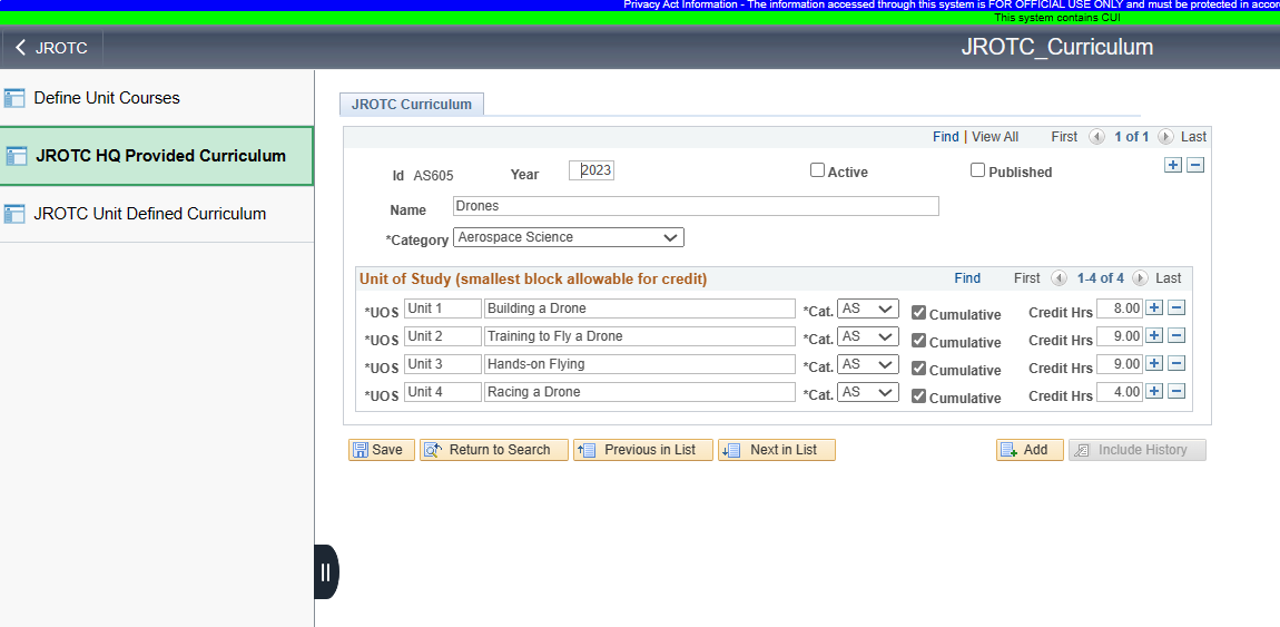 Privacy Act Information - The information accessed through this system is FOR OFFICIAL USE ONLY and must be protected in accor
This system contains CUI
JROTC
JROTC_Curriculum
Define Unit Courses
JROTC HQ Provided Curriculum
JROTC Unit Defined Curriculum
JROTC Curriculum
Find | View All First 1 of 1 Last
Id AS605 Year 2023 Active Published
Name Drones
*Category Aerospace Science
Unit of Study (smallest block allowable for credit) Find First 1-4 of 4 Last
*UOS Unit 1 Building a Drone *Cat. AS Cumulative Credit Hrs 8.00
*UOS Unit 2 Training to Fly a Drone *Cat. AS Cumulative Credit Hrs 9.00
*UOS Unit 3 Hands-on Flying *Cat. AS Cumulative Credit Hrs 9.00
*UOS Unit 4 Racing a Drone *Cat. AS Cumulative Credit Hrs 4.00
Save Return to Search Previous in List Next in List Add Include History